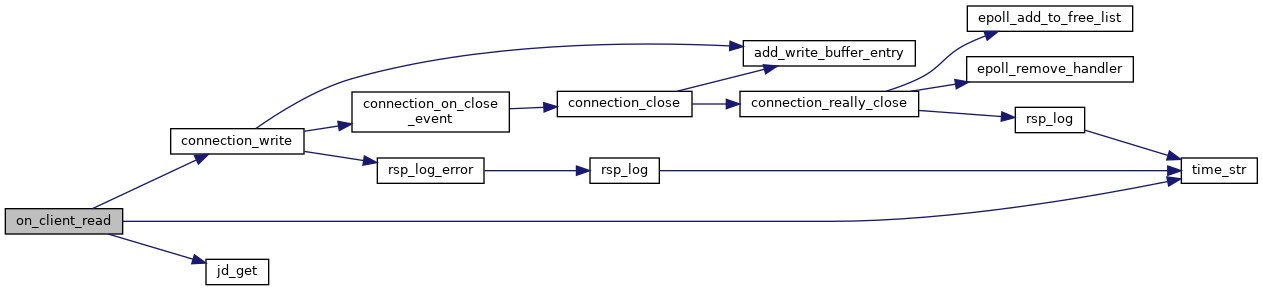 epoll_add_to_free_list
add_write_buffer_entry
epoll_remove_handler
connection_on_close
_event
connection_close
connection_really_close
rsp_log
connection_write
rsp_log_error
rsp_log
time_str
on_client_read
jd_get